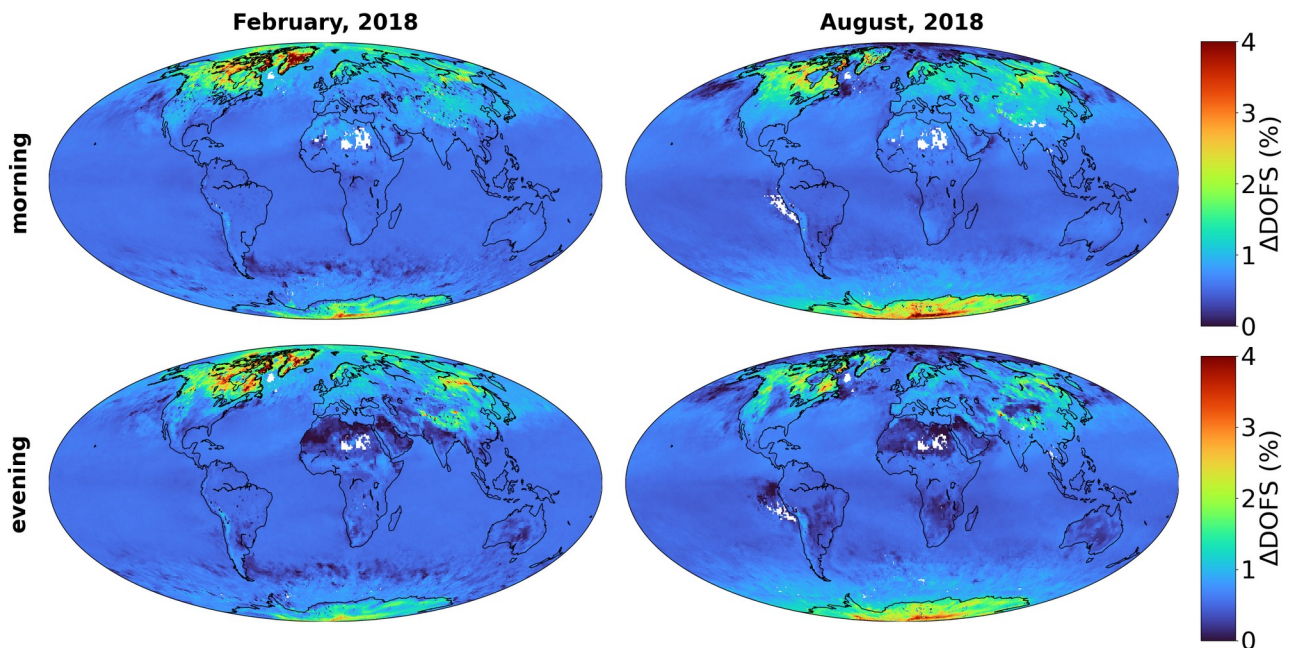 February, 2018
August, 2018
morning
4
3
2
1
0
ΔDOFS (%)
evening
4
3
2
1
0
ΔDOFS (%)